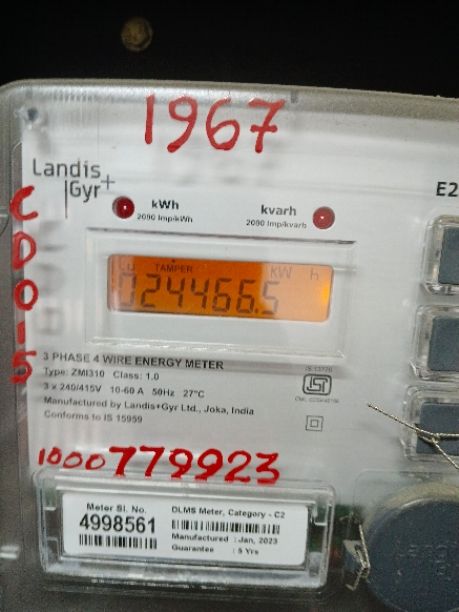 1967
Landis
Gyr+
E2
kWh
2000 Imp/kWh
kvarh
2000 Imp/kvarh
C
D
0
1
5
TAMPER
kW h
024466.5
3 PHASE 4 WIRE ENERGY METER
Type: ZMI310 Class: 1.0
3 x 240/415V 10-60 A 50Hz 27°C
Manufactured by Landis+Gyr Ltd., Joka, India
Conforms to IS 15959
1000779923
Meter Sl. No.
4998561
DLMS Meter, Category - C2
Manufactured : Jan, 2023
Guarantee : 5 Yrs